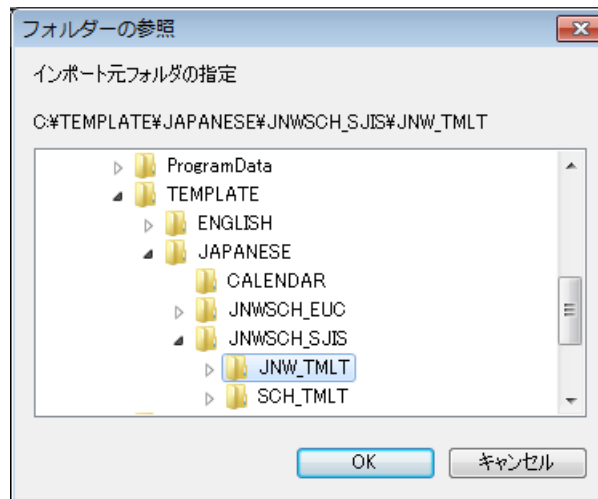 フォルダーの参照
インポート元フォルダの指定
C:¥TEMPLATE¥JAPANESE¥JNWSCH_SJIS¥JNW_TMLT
ProgramData
TEMPLATE
ENGLISH
JAPANESE
CALENDAR
JNWSCH_EUC
JNWSCH_SJIS
JNW_TMLT
SCH_TMLT
OK
キャンセル